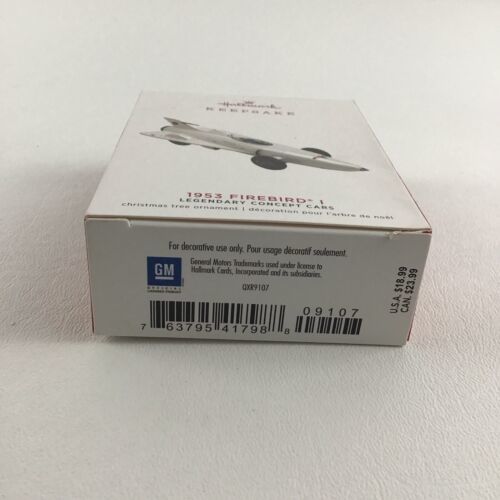 Hallmark
KEEPSAKE
1953 FIREBIRD® I
LEGENDARY CONCEPT CARS
christmas tree ornament | décoration pour l'arbre de noël
For decorative use only. Pour usage décoratif seulement.
General Motors Trademarks used under license to
Hallmark Cards, Incorporated and its subsidiaries.
QXR9107
GM
OFFICIAL
09107
7 63795 41798 8
U.S.A. $18.99
CAN. $23.99